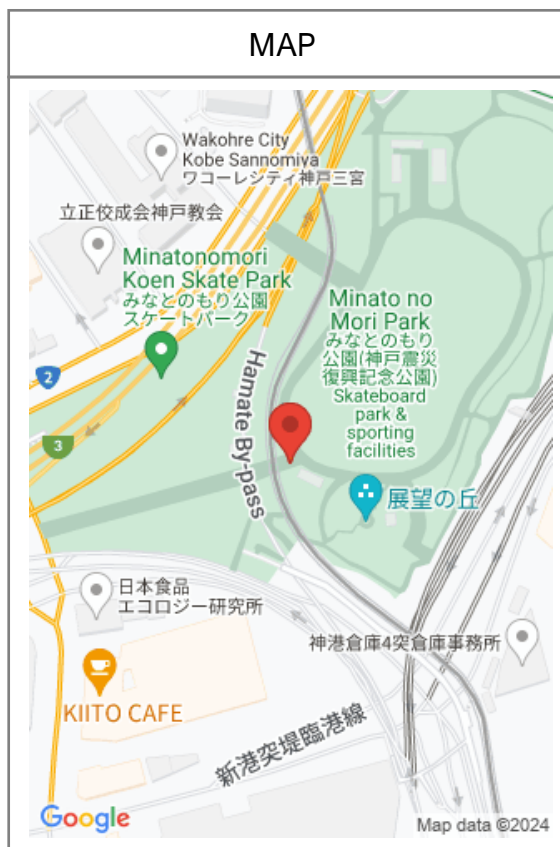 MAP
Wakohre City
Kobe Sannomiya
ワコーレシティ神戸三宮
立正佼成会神戸教会
Minatonomori
Koen Skate Park
みなとのもり公園
スケートパーク
Minato no
Mori Park
みなとのもり
公園(神戸震災
復興記念公園)
Skateboard
park &
sporting
facilities
2
3
Hamate By-pass
展望の丘
日本食品
エコロジー研究所
神港倉庫4突倉庫事務所
KIITO CAFE
新港突堤臨港線
Google
Map data ©2024